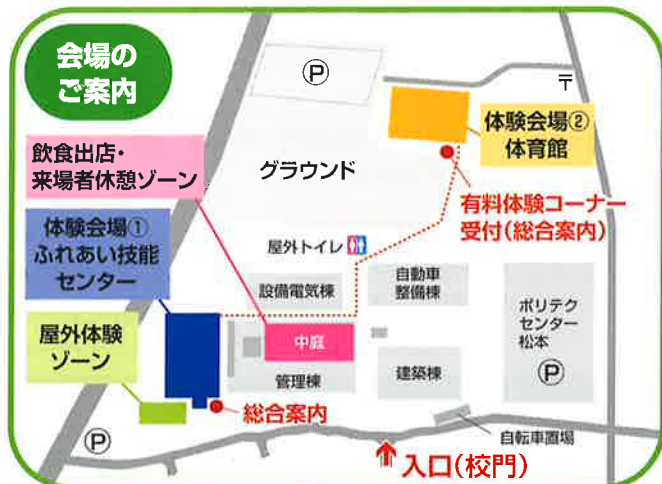 会場の
ご案内
Ⓟ
〒
体験会場②
体育館
飲食出店・
来場者休憩ゾーン
グラウンド
有料体験コーナー
受付(総合案内)
体験会場①
ふれあい技能
センター
屋外トイレ
設備電気棟
自動車
整備棟
ポリテク
センター
松本
Ⓟ
屋外体験
ゾーン
中庭
管理棟
建築棟
総合案内
Ⓟ
自転車置場
入口(校門)